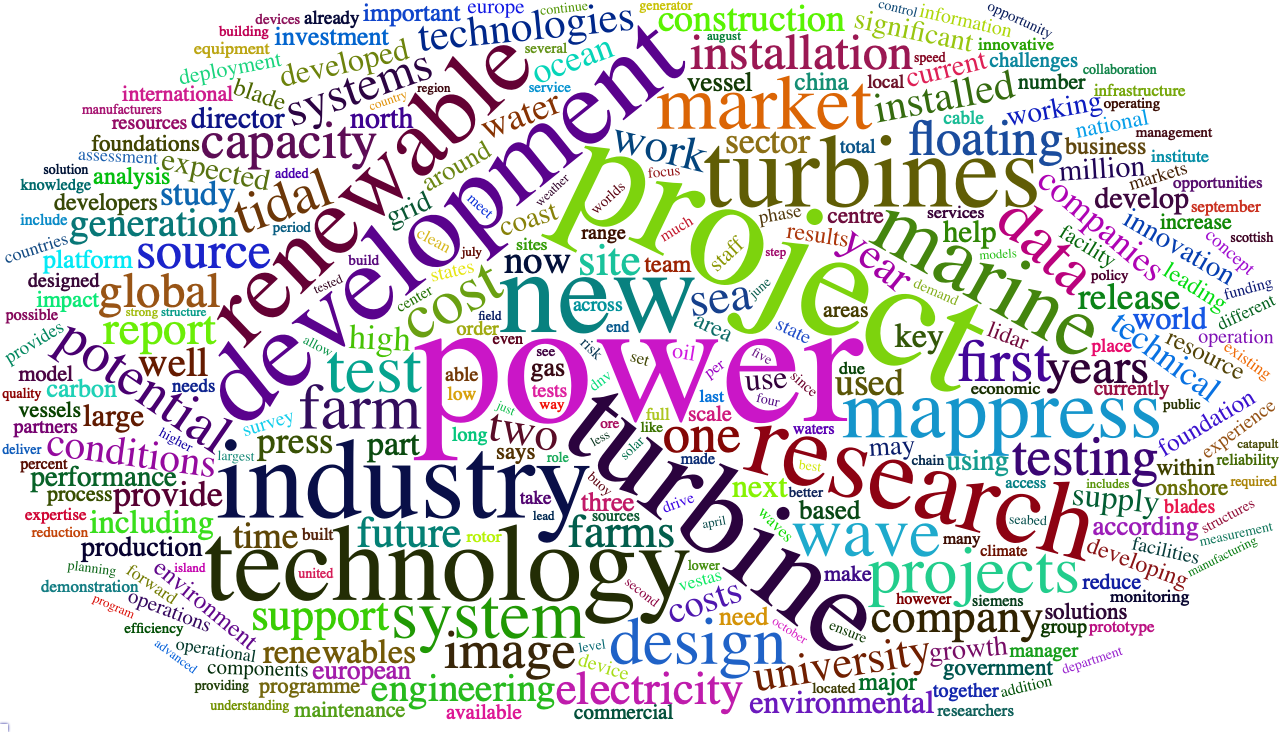 devices
already
important
europe
continue
generator
control
information
opportunity
building
investment
technologies
construction
significant
innovative
equipment
developed
several
ocean
installation
speed
challenges
deployment
systems
service
vessel
china
local
current
number
collaboration
international
blade
country
region
renewable
development
august
market
installed
infrastructure
manufacturers
resources
director
north
water
cable
working
operating
foundations
capacity
work
sector
total
floating
national
management
assessment
expected
around
business
solution
analysis
added
weather
focus
turbines
million
institute
knowledge
developers
study
tidal
grid
meet
worlds
project
companies
markets
opportunities
include
generation
period
coast
range
much
staff
phase
centre
services
develop
september
countries
platform
source
build
clean
july
sites
now
site
team
results
year
marine
help
data
facility
innovation
increase
scottish
designed
global
tested
states
center
cost
new
across
sea
june
step
areas
demand
models
policy
leading
concept
impact
strong
structure
field
end
area
state
key
lidar
release
funding
possible
report
allow
high
order
even
risk
technical
world
different
provides
potential
well
test
power
see
gas
set
oil
per
five
due
first
years
place
resource
operation
model
carbon
needs
able
low
tests
way
dnv
use
four
since
used
economic
currently
existing
quality
vessels
large
farm
just
turbine
last
mappress
public
partners
survey
press
part
long
two
ore
full
like
scale
waters
one
research
foundation
experience
deliver
higher
largest
says
role
less
solar
made
best
may
chain
using
testing
within
catapult
reliability
percent
conditions
performance
industry
buoy
drive
next
better
access
includes
onshore
required
process
provide
take
three
sources
based
seabed
supply
blades
expertise
including
time
built
future
rotor
lead
farms
april
waves
wave
many
according
structures
reduction
production
technology
climate
facilities
measurement
planning
island
united
lower
vestas
make
projects
developing
manufacturing
demonstration
forward
environment
second
costs
however
siemens
reduce
monitoring
program
operations
support
system
need
october
ensure
company
solutions
efficiency
group
prototype
advanced
operational
renewables
image
level
design
university
growth
manager
components
european
device
government
department
providing
programme
engineering
electricity
located
major
together
addition
understanding
maintenance
available
commercial
environmental
researchers